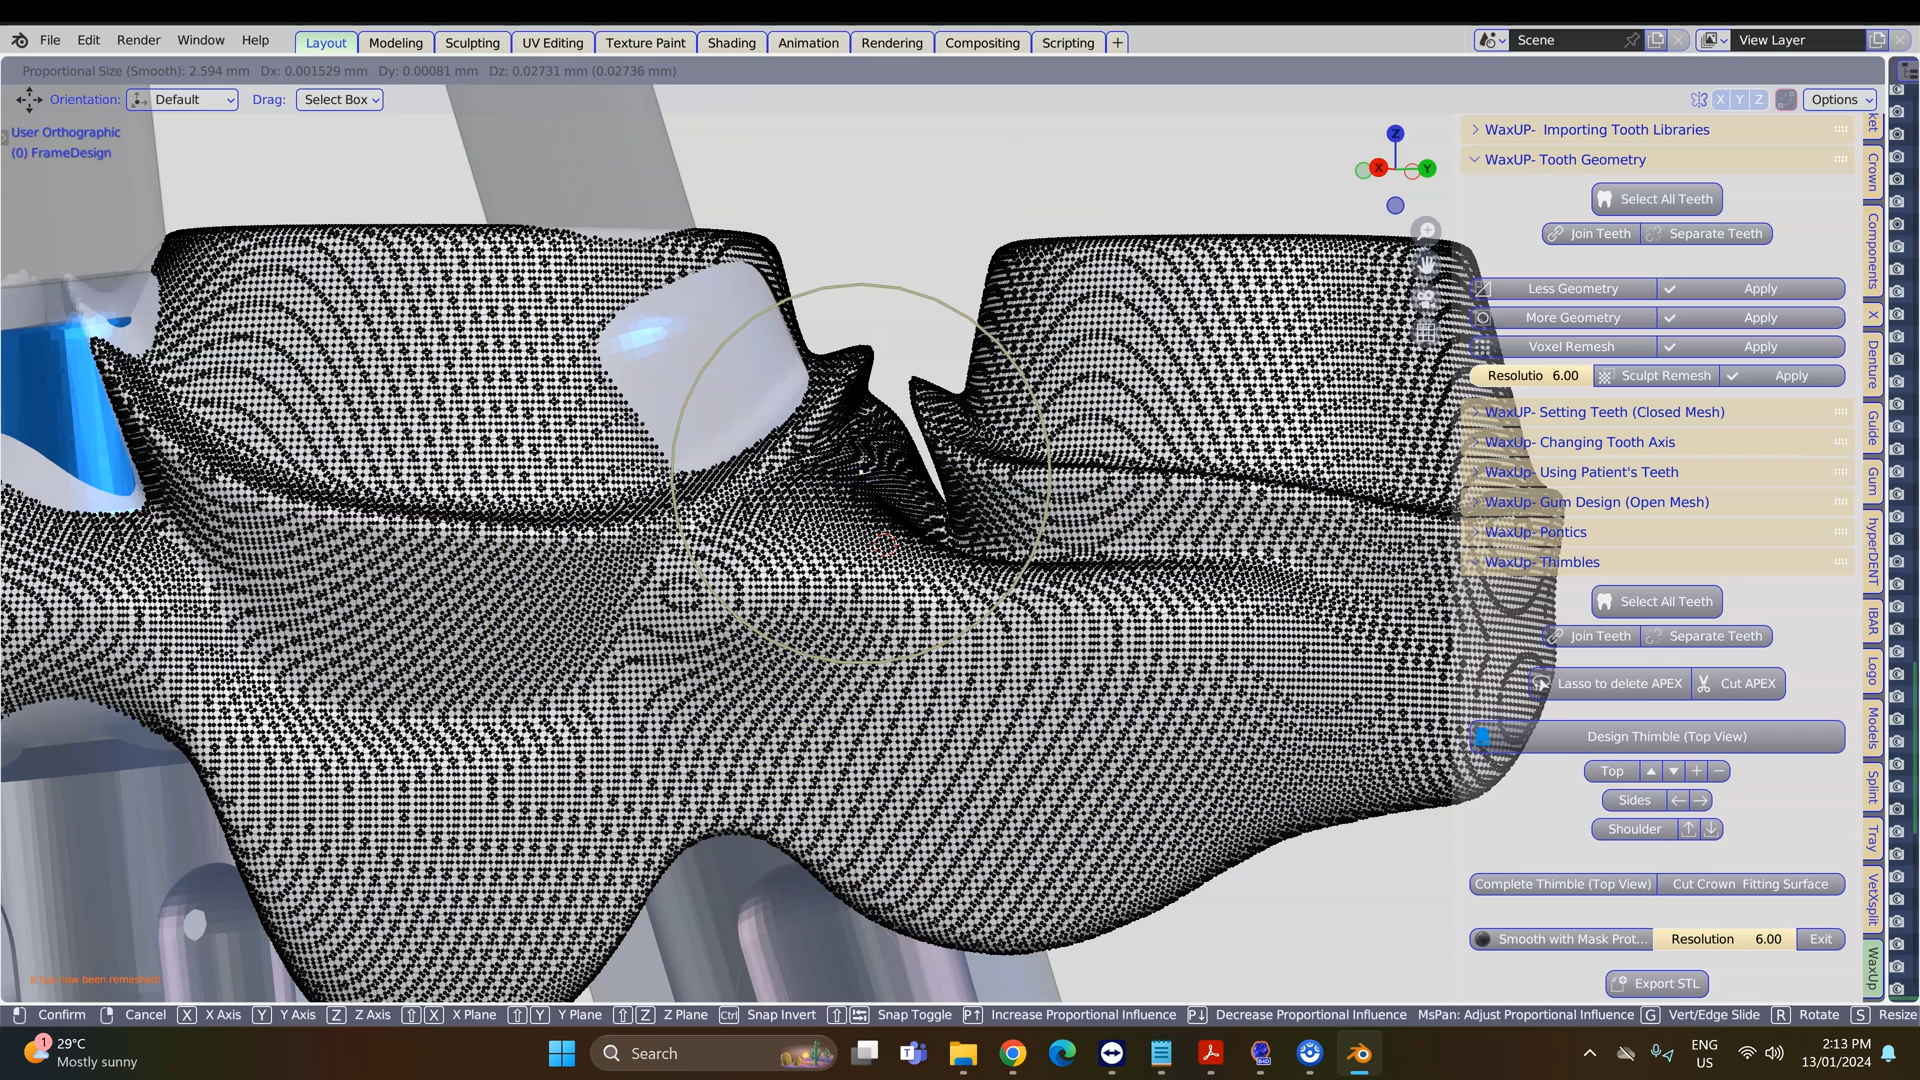 File Edit Render Window Help Layout Modeling Sculpting UV Editing Texture Paint Shading Animation Rendering Compositing Scripting + Scene View Layer
Proportional Size (Smooth): 2.594 mm Dx: 0.001529 mm Dy: 0.00081 mm Dz: 0.02731 mm (0.02736 mm)
Orientation: Default Drag: Select Box X Y Z Options
User Orthographic
(0) FrameDesign
Z
X Y
WaxUP- Importing Tooth Libraries
WaxUP- Tooth Geometry
Select All Teeth
Join Teeth Separate Teeth
Less Geometry Apply
More Geometry Apply
Voxel Remesh Apply
Resolutio 6.00 Sculpt Remesh Apply
WaxUp- Setting Teeth (Closed Mesh)
WaxUp- Changing Tooth Axis
WaxUp- Using Patient's Teeth
WaxUp- Gum Design (Open Mesh)
WaxUp- Pontics
WaxUp- Thimbles
Select All Teeth
Join Teeth Separate Teeth
Lasso to delete APEX Cut APEX
Design Thimble (Top View)
Top + −
Sides
Shoulder
Complete Thimble (Top View) Cut Crown Fitting Surface
Smooth with Mask Prot... Resolution 6.00 Exit
Export STL
ket
Crown
Components
X
Denture
Guide
Gum
hyperDENT
IBAR
Logo
Models
Splint
Tray
VetXsplit
WaxUp
Confirm Cancel X X Axis Y Y Axis Z Z Axis X X Plane Y Y Plane Z Z Plane Ctrl Snap Invert Snap Toggle P↑ Increase Proportional Influence P↓ Decrease Proportional Influence MsPan: Adjust Proportional Influence G Vert/Edge Slide R Rotate S Resize
1 29°C
Mostly sunny
Search
ENG
US
2:13 PM
13/01/2024